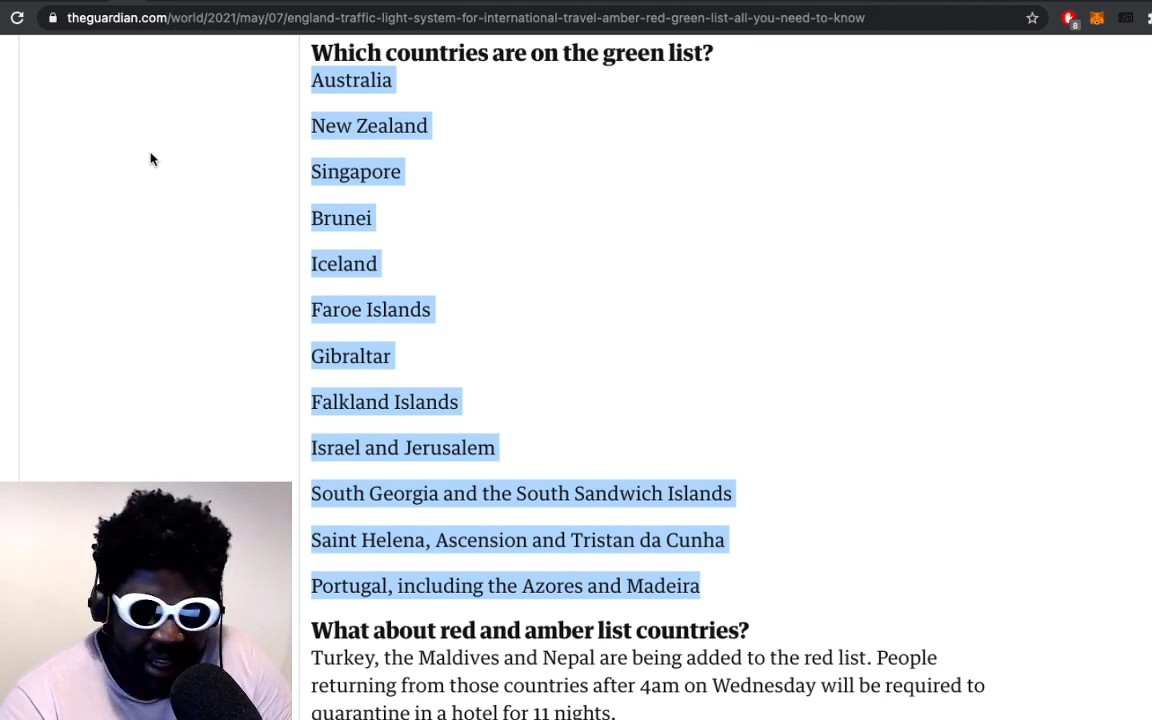 theguardian.com/world/2021/may/07/england-traffic-light-system-for-international-travel-amber-red-green-list-all-you-need-to-know
8
Which countries are on the green list?
Australia
New Zealand
Singapore
Brunei
Iceland
Faroe Islands
Gibraltar
Falkland Islands
Israel and Jerusalem
South Georgia and the South Sandwich Islands
Saint Helena, Ascension and Tristan da Cunha
Portugal, including the Azores and Madeira
What about red and amber list countries?
Turkey, the Maldives and Nepal are being added to the red list. People
returning from those countries after 4am on Wednesday will be required to
quarantine in a hotel for 11 nights.